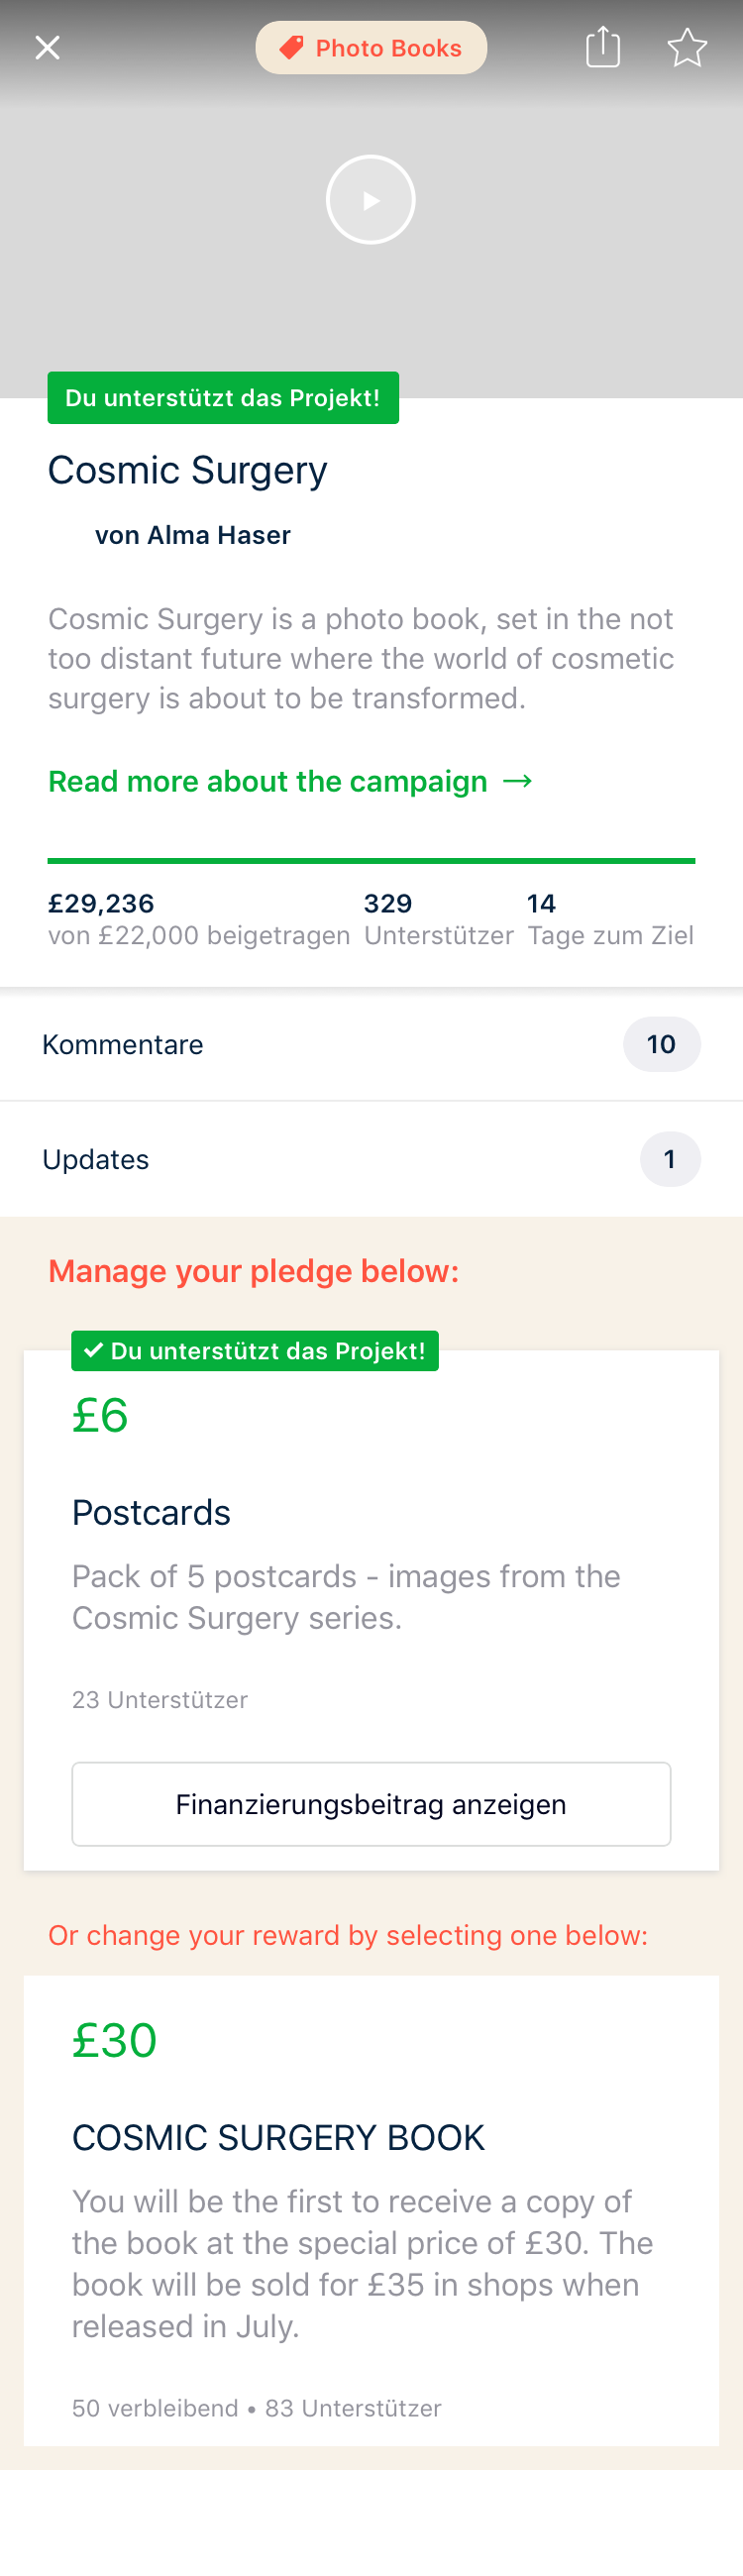 Photo Books
Du unterstützt das Projekt!
Cosmic Surgery
von Alma Haser
Cosmic Surgery is a photo book, set in the not
too distant future where the world of cosmetic
surgery is about to be transformed.
Read more about the campaign →
£29,236
von £22,000 beigetragen
329
Unterstützer
14
Tage zum Ziel
Kommentare
10
Updates
1
Manage your pledge below:
✓ Du unterstützt das Projekt!
£6
Postcards
Pack of 5 postcards - images from the
Cosmic Surgery series.
23 Unterstützer
Finanzierungsbeitrag anzeigen
Or change your reward by selecting one below:
£30
COSMIC SURGERY BOOK
You will be the first to receive a copy of
the book at the special price of £30. The
book will be sold for £35 in shops when
released in July.
50 verbleibend • 83 Unterstützer